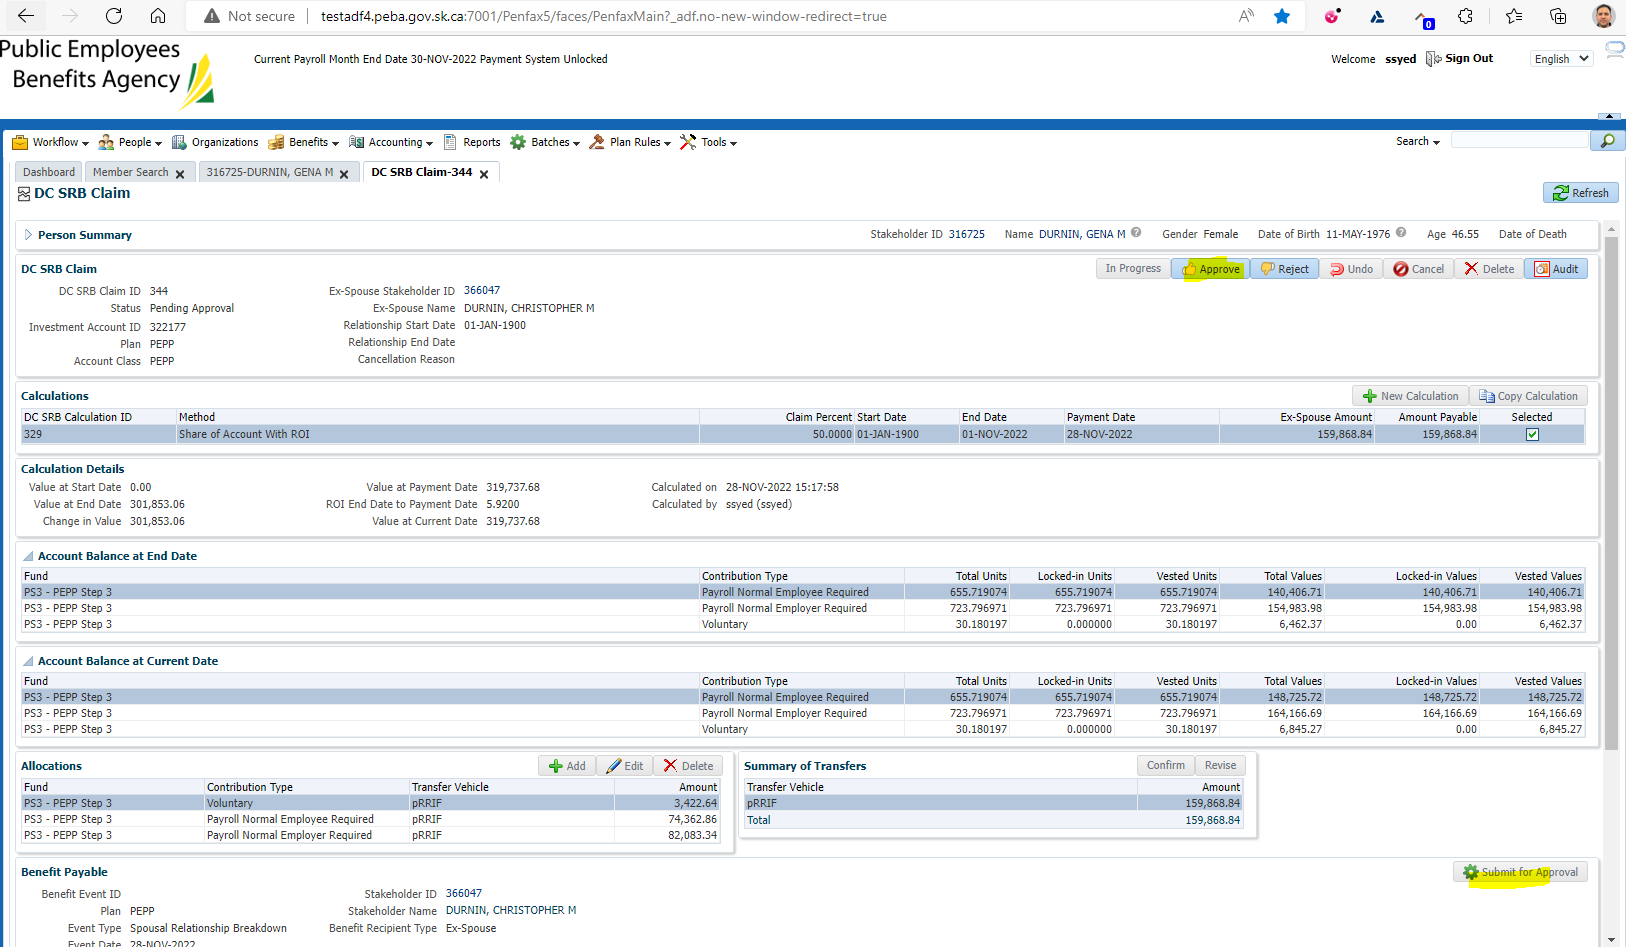 Not secure testadf4.peba.gov.sk.ca:7001/Penfax5/faces/PenfaxMain?_adf.no-new-window-redirect=true A 0
Public Employees
Benefits Agency
Current Payroll Month End Date 30-NOV-2022 Payment System Unlocked
Welcome ssyed Sign Out English
Workflow People Organizations Benefits Accounting Reports Batches Plan Rules Tools Search
Dashboard Member Search 316725-DURNIN, GENA M DC SRB Claim-344
DC SRB Claim Refresh
Person Summary Stakeholder ID 316725 Name DURNIN, GENA M Gender Female Date of Birth 11-MAY-1976 Age 46.55 Date of Death
DC SRB Claim In Progress Approve Reject Undo Cancel Delete Audit
DC SRB Claim ID 344 Ex-Spouse Stakeholder ID 366047
Status Pending Approval Ex-Spouse Name DURNIN, CHRISTOPHER M
Investment Account ID 322177 Relationship Start Date 01-JAN-1900
Plan PEPP Relationship End Date
Account Class PEPP Cancellation Reason
Calculations New Calculation Copy Calculation
DC SRB Calculation ID Method Claim Percent Start Date End Date Payment Date Ex-Spouse Amount Amount Payable Selected
329 Share of Account With ROI 50.0000 01-JAN-1900 01-NOV-2022 28-NOV-2022 159,868.84 159,868.84
Calculation Details
Value at Start Date 0.00 Value at Payment Date 319,737.68 Calculated on 28-NOV-2022 15:17:58
Value at End Date 301,853.06 ROI End Date to Payment Date 5.9200 Calculated by ssyed (ssyed)
Change in Value 301,853.06 Value at Current Date 319,737.68
Account Balance at End Date
Fund Contribution Type Total Units Locked-in Units Vested Units Total Values Locked-in Values Vested Values
PS3 - PEPP Step 3 Payroll Normal Employee Required 655.719074 655.719074 655.719074 140,406.71 140,406.71 140,406.71
PS3 - PEPP Step 3 Payroll Normal Employer Required 723.796971 723.796971 723.796971 154,983.98 154,983.98 154,983.98
PS3 - PEPP Step 3 Voluntary 30.180197 0.000000 30.180197 6,462.37 0.00 6,462.37
Account Balance at Current Date
Fund Contribution Type Total Units Locked-in Units Vested Units Total Values Locked-in Values Vested Values
PS3 - PEPP Step 3 Payroll Normal Employee Required 655.719074 655.719074 655.719074 148,725.72 148,725.72 148,725.72
PS3 - PEPP Step 3 Payroll Normal Employer Required 723.796971 723.796971 723.796971 164,166.69 164,166.69 164,166.69
PS3 - PEPP Step 3 Voluntary 30.180197 0.000000 30.180197 6,845.27 0.00 6,845.27
Allocations Add Edit Delete
Fund Contribution Type Transfer Vehicle Amount
PS3 - PEPP Step 3 Voluntary pRRIF 3,422.64
PS3 - PEPP Step 3 Payroll Normal Employee Required pRRIF 74,362.86
PS3 - PEPP Step 3 Payroll Normal Employer Required pRRIF 82,083.34
Summary of Transfers Confirm Revise
Transfer Vehicle Amount
pRRIF 159,868.84
Total 159,868.84
Benefit Payable Submit for Approval
Benefit Event ID Stakeholder ID 366047
Plan PEPP Stakeholder Name DURNIN, CHRISTOPHER M
Event Type Spousal Relationship Breakdown Benefit Recipient Type Ex-Spouse
Event Date 28-NOV-2022